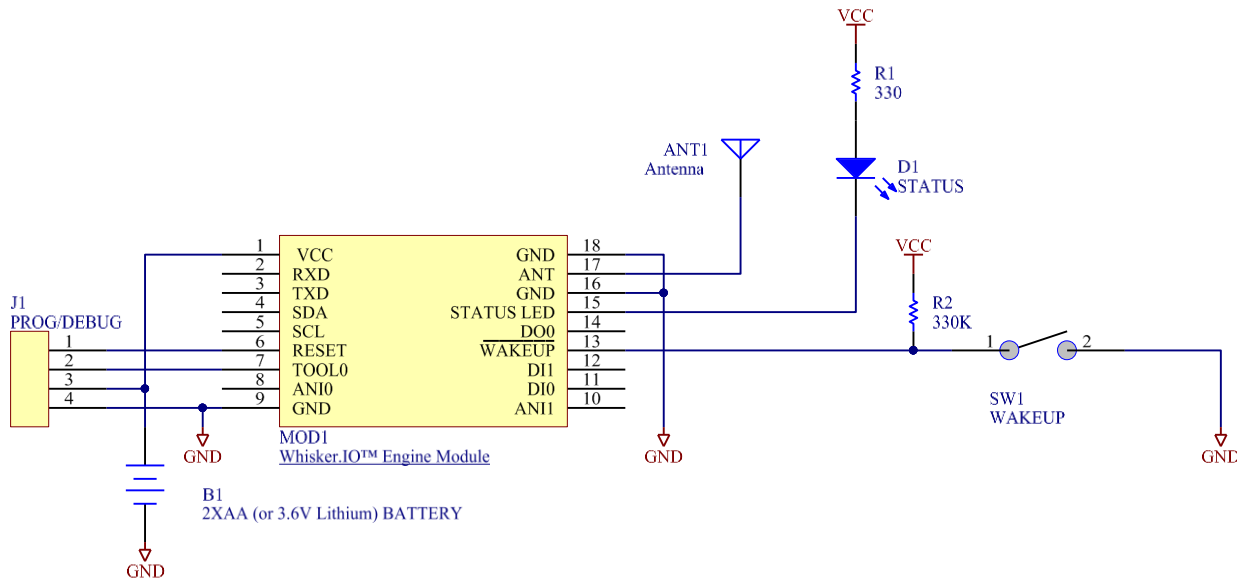 VCC
R1
330
ANT1
Antenna
D1
STATUS
VCC
R2
330K
J1
PROG/DEBUG
1
2
3
4
1 VCC
2 RXD
3 TXD
4 SDA
5 SCL
6 RESET
7 TOOL0
8 ANI0
9 GND
GND 18
ANT 17
GND 16
STATUS LED 15
DO0 14
WAKEUP 13
DI1 12
DI0 11
ANI1 10
1 2
SW1
WAKEUP
MOD1
Whisker.IO™ Engine Module
GND
GND
GND
B1
2XAA (or 3.6V Lithium) BATTERY
GND